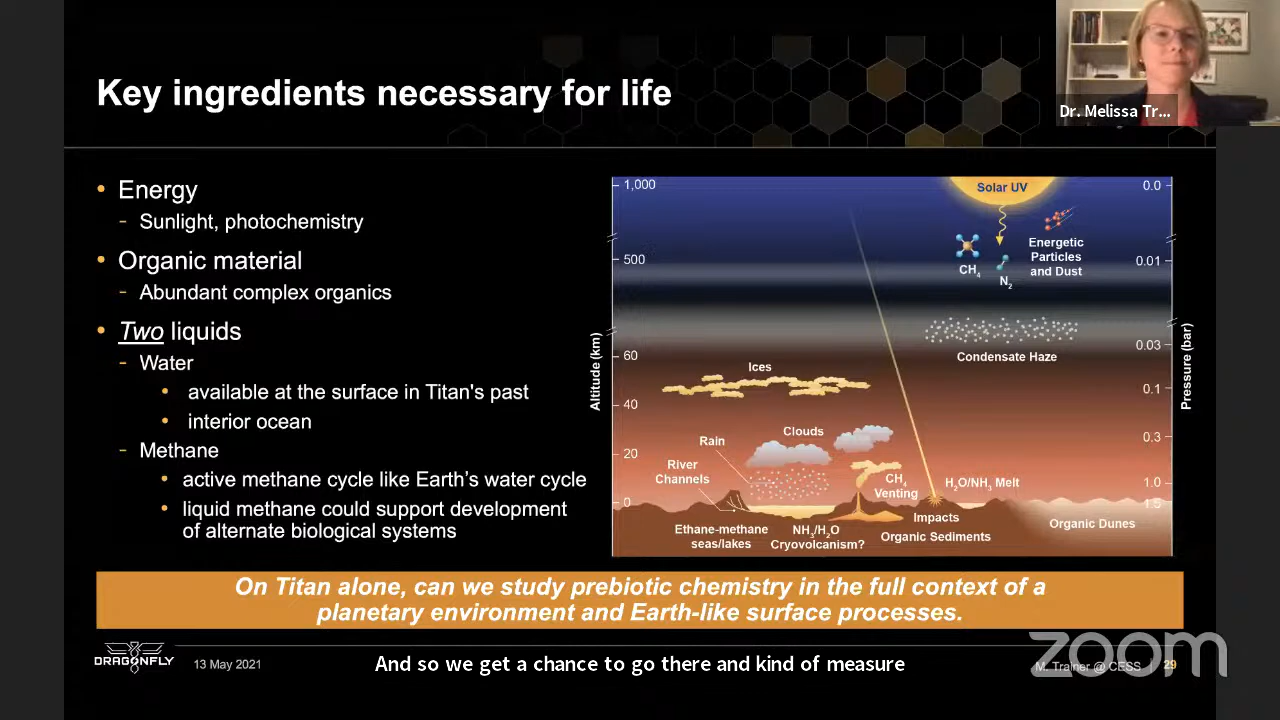 Key ingredients necessary for life
Dr. Melissa Tr...
• Energy
- Sunlight, photochemistry
• Organic material
- Abundant complex organics
• Two liquids
- Water
• available at the surface in Titan's past
• interior ocean
- Methane
• active methane cycle like Earth's water cycle
• liquid methane could support development
of alternate biological systems
Altitude (km)
1,000
500
60
40
20
0
Solar UV
CH₄
N₂
Energetic
Particles
and Dust
Condensate Haze
Ices
Clouds
Rain
River
Channels
CH₄
Venting
H₂O/NH₃ Melt
Impacts
Organic Sediments
Organic Dunes
Ethane-methane
seas/lakes
NH₃/H₂O
Cryovolcanism?
0.0
0.01
0.03
0.1
0.3
1.0
1.5
Pressure (bar)
On Titan alone, can we study prebiotic chemistry in the full context of a
planetary environment and Earth-like surface processes.
DRAGONFLY
13 May 2021
And so we get a chance to go there and kind of measure
M. Trainer @ CESS | 29
zoom